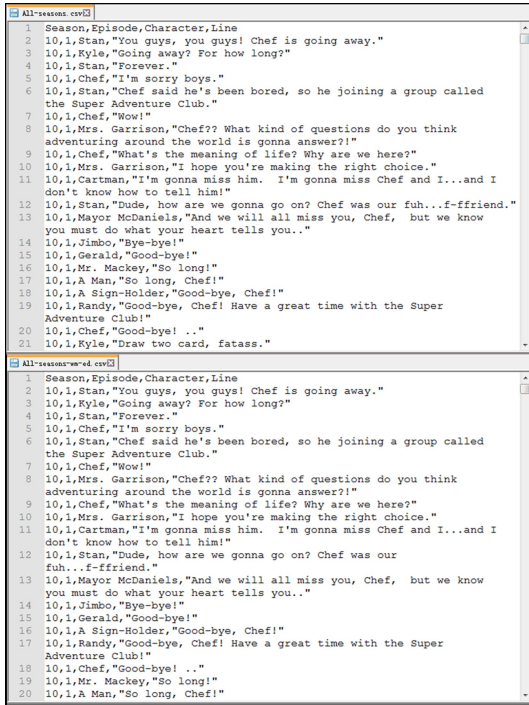 All-seasons.csv
1 Season,Episode,Character,Line
2 10,1,Stan,"You guys, you guys! Chef is going away."
3 10,1,Kyle,"Going away? For how long?"
4 10,1,Stan,"Forever."
5 10,1,Chef,"I'm sorry boys."
6 10,1,Stan,"Chef said he's been bored, so he joining a group called
the Super Adventure Club."
7 10,1,Chef,"Wow!"
8 10,1,Mrs. Garrison,"Chef?? What kind of questions do you think
adventuring around the world is gonna answer?!"
9 10,1,Chef,"What's the meaning of life? Why are we here?"
10 10,1,Mrs. Garrison,"I hope you're making the right choice."
11 10,1,Cartman,"I'm gonna miss him.  I'm gonna miss Chef and I...and I
don't know how to tell him!"
12 10,1,Stan,"Dude, how are we gonna go on? Chef was our fuh...f-ffriend."
13 10,1,Mayor McDaniels,"And we will all miss you, Chef,  but we know
you must do what your heart tells you.."
14 10,1,Jimbo,"Bye-bye!"
15 10,1,Gerald,"Good-bye!"
16 10,1,Mr. Mackey,"So long!"
17 10,1,A Man,"So long, Chef!"
18 10,1,A Sign-Holder,"Good-bye, Chef!"
19 10,1,Randy,"Good-bye, Chef! Have a great time with the Super
Adventure Club!"
20 10,1,Chef,"Good-bye! .."
21 10,1,Kyle,"Draw two card, fatass."
All-seasons-wm-ed.csv
1 Season,Episode,Character,Line
2 10,1,Stan,"You guys, you guys! Chef is going away."
3 10,1,Kyle,"Going away? For how long?"
4 10,1,Stan,"Forever."
5 10,1,Chef,"I'm sorry boys."
6 10,1,Stan,"Chef said he's been bored, so he joining a group called
the Super Adventure Club."
7 10,1,Chef,"Wow!"
8 10,1,Mrs. Garrison,"Chef?? What kind of questions do you think
adventuring around the world is gonna answer?!"
9 10,1,Chef,"What's the meaning of life? Why are we here?"
10 10,1,Mrs. Garrison,"I hope you're making the right choice."
11 10,1,Cartman,"I'm gonna miss him.  I'm gonna miss Chef and I...and I
don't know how to tell him!"
12 10,1,Stan,"Dude, how are we gonna go on? Chef was our
fuh...f-ffriend."
13 10,1,Mayor McDaniels,"And we will all miss you, Chef,  but we know
you must do what your heart tells you.."
14 10,1,Jimbo,"Bye-bye!"
15 10,1,Gerald,"Good-bye!"
16 10,1,A Sign-Holder,"Good-bye, Chef!"
17 10,1,Randy,"Good-bye, Chef! Have a great time with the Super
Adventure Club!"
18 10,1,Chef,"Good-bye! .."
19 10,1,Mr. Mackey,"So long!"
20 10,1,A Man,"So long, Chef!"